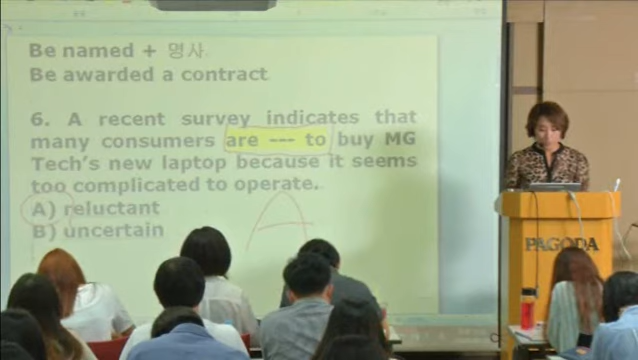 Be named + 명사
Be awarded a contract
6. A recent survey indicates that
many consumers are --- to buy MG
Tech's new laptop because it seems
too complicated to operate.
A) reluctant
B) uncertain
A
PAGODA